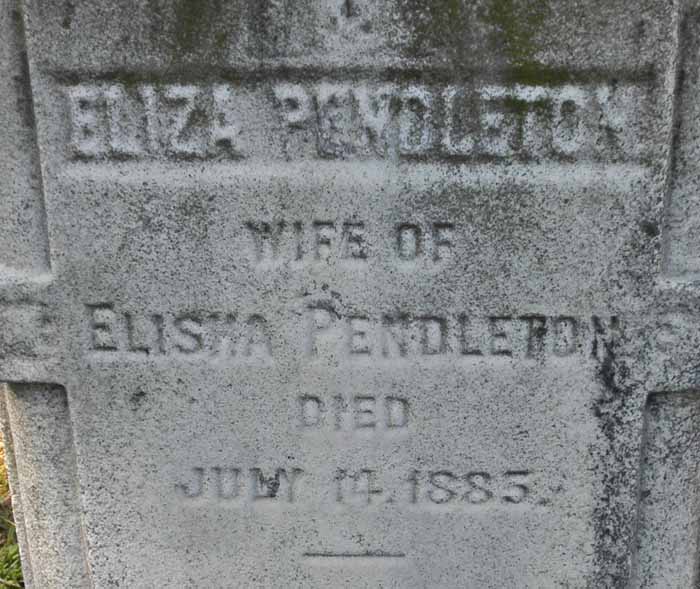 ELIZA PENDLETON
WIFE OF
ELISHA PENDLETON
DIED
JULY 14, 1885.